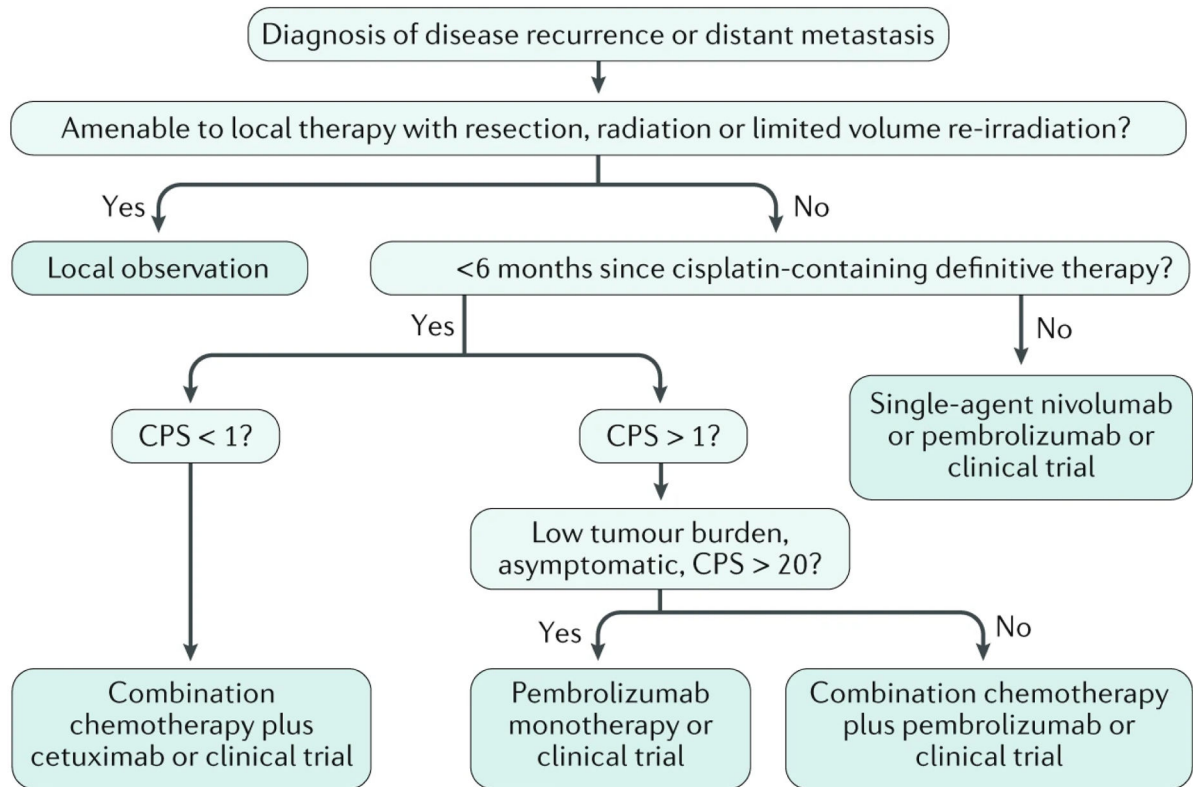 Diagnosis of disease recurrence or distant metastasis
Amenable to local therapy with resection, radiation or limited volume re-irradiation?
Yes
No
Local observation
<6 months since cisplatin-containing definitive therapy?
Yes
No
CPS < 1?
CPS > 1?
Single-agent nivolumab
or pembrolizumab or
clinical trial
Low tumour burden,
asymptomatic, CPS > 20?
Yes
No
Combination
chemotherapy plus
cetuximab or clinical trial
Pembrolizumab
monotherapy or
clinical trial
Combination chemotherapy
plus pembrolizumab or
clinical trial